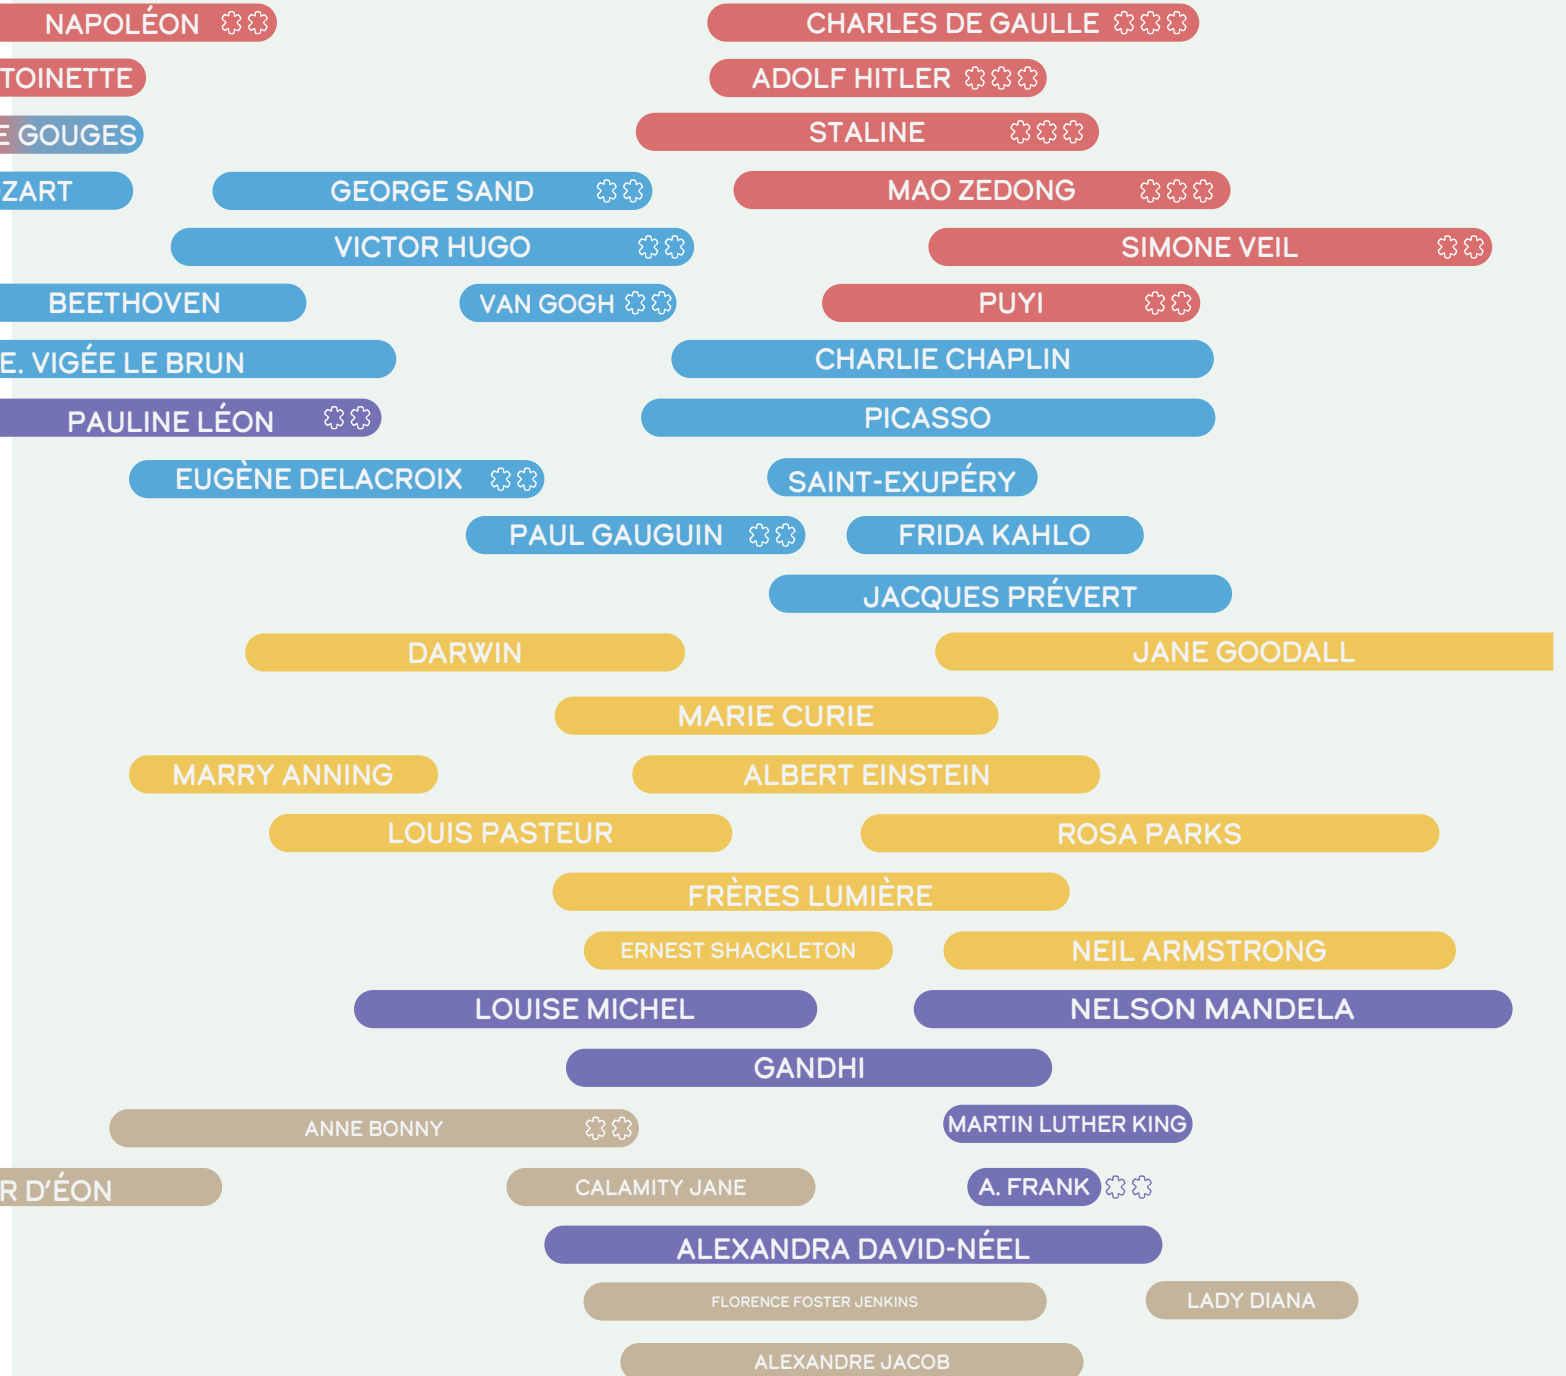 NAPOLÉON
CHARLES DE GAULLE
TOINETTE
ADOLF HITLER
E GOUGES
STALINE
ZART
GEORGE SAND
MAO ZEDONG
VICTOR HUGO
SIMONE VEIL
BEETHOVEN
VAN GOGH
PUYI
E. VIGÉE LE BRUN
CHARLIE CHAPLIN
PAULINE LÉON
PICASSO
EUGÈNE DELACROIX
SAINT-EXUPÉRY
PAUL GAUGUIN
FRIDA KAHLO
JACQUES PRÉVERT
DARWIN
JANE GOODALL
MARIE CURIE
MARRY ANNING
ALBERT EINSTEIN
LOUIS PASTEUR
ROSA PARKS
FRÈRES LUMIÈRE
ERNEST SHACKLETON
NEIL ARMSTRONG
LOUISE MICHEL
NELSON MANDELA
GANDHI
ANNE BONNY
MARTIN LUTHER KING
R D'ÉON
CALAMITY JANE
A. FRANK
ALEXANDRA DAVID-NÉEL
FLORENCE FOSTER JENKINS
LADY DIANA
ALEXANDRE JACOB